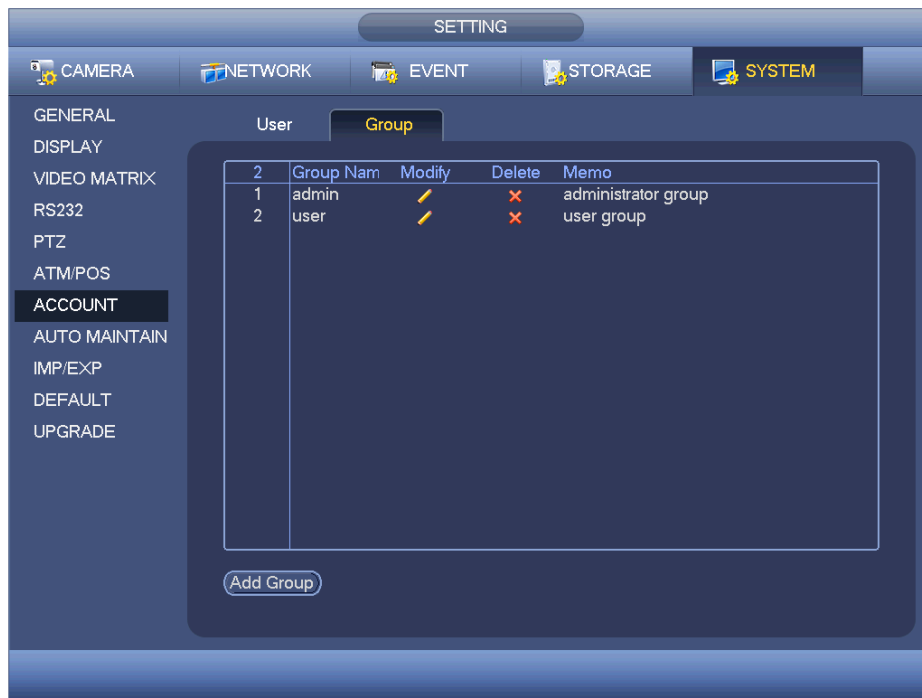 SETTING
CAMERA NETWORK EVENT STORAGE SYSTEM
GENERAL
DISPLAY
VIDEO MATRIX
RS232
PTZ
ATM/POS
ACCOUNT
AUTO MAINTAIN
IMP/EXP
DEFAULT
UPGRADE
User Group
2 Group Nam Modify Delete Memo
1 admin administrator group
2 user user group
Add Group